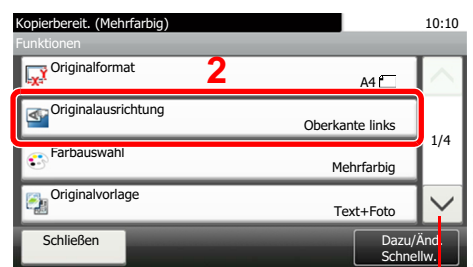 Kopierbereit. (Mehrfarbig) 10:10
Funktionen
Originalformat
2
A4
Originalausrichtung
Oberkante links
1/4
Farbauswahl
Mehrfarbig
Originalvorlage
Text+Foto
Schließen
Dazu/Änd.
Schnellw.